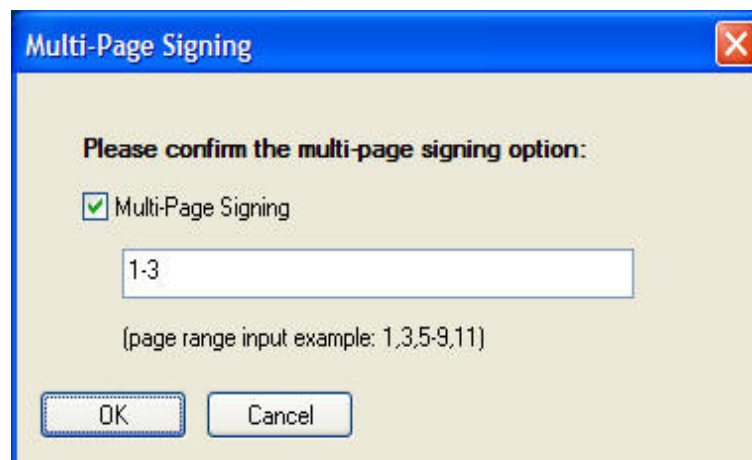 Multi-Page Signing
Please confirm the multi-page signing option:
Multi-Page Signing
1-3
(page range input example: 1,3,5-9,11)
OK Cancel